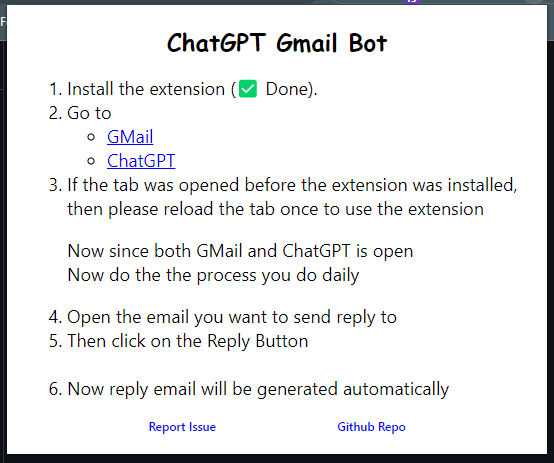 ChatGPT Gmail Bot
1. Install the extension (✅ Done).
2. Go to
○ GMail
○ ChatGPT
3. If the tab was opened before the extension was installed,
then please reload the tab once to use the extension
Now since both GMail and ChatGPT is open
Now do the the process you do daily
4. Open the email you want to send reply to
5. Then click on the Reply Button
6. Now reply email will be generated automatically
Report Issue Github Repo